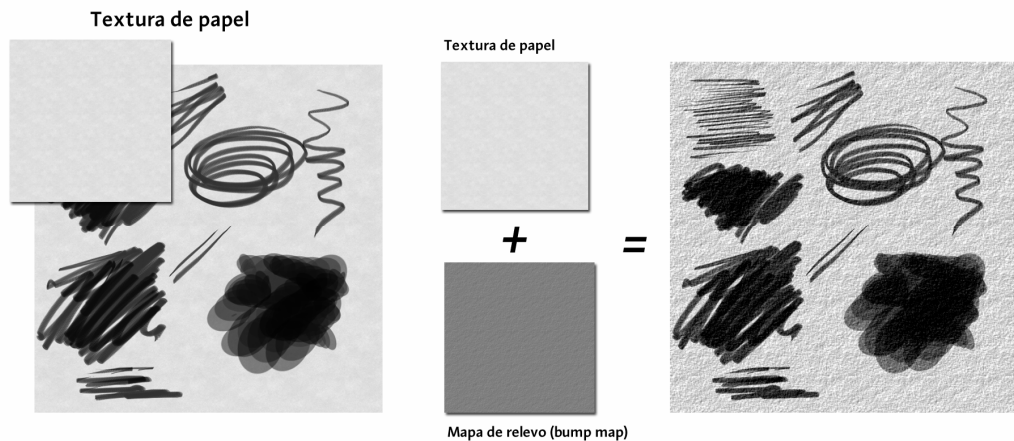 Textura de papel
Textura de papel
+
=
Mapa de relevo (bump map)